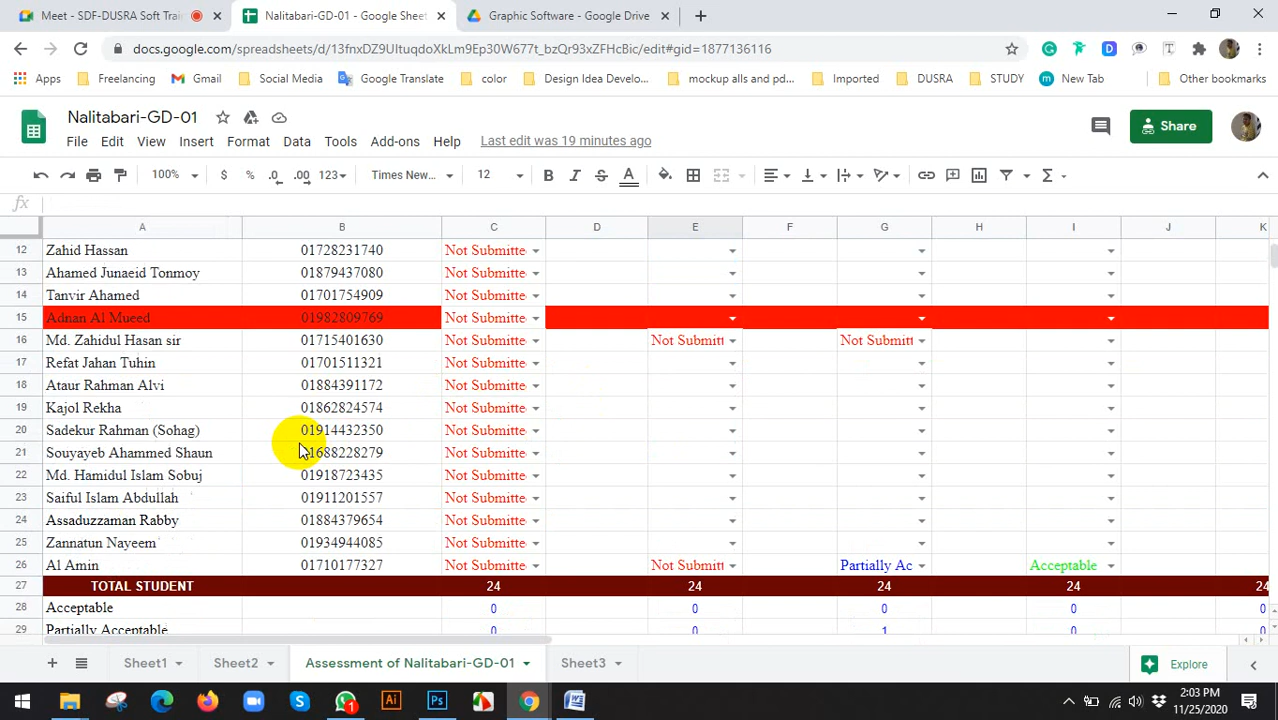 Meet - SDF-DUSRA Soft Trai
Nalitabari-GD-01 - Google Sheet
Graphic Software - Google Drive
docs.google.com/spreadsheets/d/13fnxDZ9UItuqdoXkLm9Ep30W677t_bzQr93xZFHcBic/edit#gid=1877136116
Apps Freelancing Gmail Social Media Google Translate color Design Idea Develo... mockup alls and pd... Imported DUSRA STUDY New Tab Other bookmarks
Nalitabari-GD-01
Share
File Edit View Insert Format Data Tools Add-ons Help Last edit was 19 minutes ago
100% $ % .0 .00 123 Times New... 12 B I S A
fx
A B C D E F G H I J K
12 Zahid Hassan 01728231740 Not Submitte
13 Ahamed Junaeid Tonmoy 01879437080 Not Submitte
14 Tanvir Ahamed 01701754909 Not Submitte
15 Adnan Al Mueed 01982809769 Not Submitte
16 Md. Zahidul Hasan sir 01715401630 Not Submitte Not Submitt Not Submitt
17 Refat Jahan Tuhin 01701511321 Not Submitte
18 Ataur Rahman Alvi 01884391172 Not Submitte
19 Kajol Rekha 01862824574 Not Submitte
20 Sadekur Rahman (Sohag) 01914432350 Not Submitte
21 Souyayeb Ahammed Shaun 01688228279 Not Submitte
22 Md. Hamidul Islam Sobuj 01918723435 Not Submitte
23 Saiful Islam Abdullah 01911201557 Not Submitte
24 Assaduzzaman Rabby 01884379654 Not Submitte
25 Zannatun Nayeem 01934944085 Not Submitte
26 Al Amin 01710177327 Not Submitte Not Submitt Partially Ac Acceptable
27 TOTAL STUDENT 24 24 24 24 24
28 Acceptable 0 0 0 0 0
29 Partially Acceptable 0 0 1 0 0
Sheet1 Sheet2 Assessment of Nalitabari-GD-01 Sheet3 Explore
2:03 PM
11/25/2020